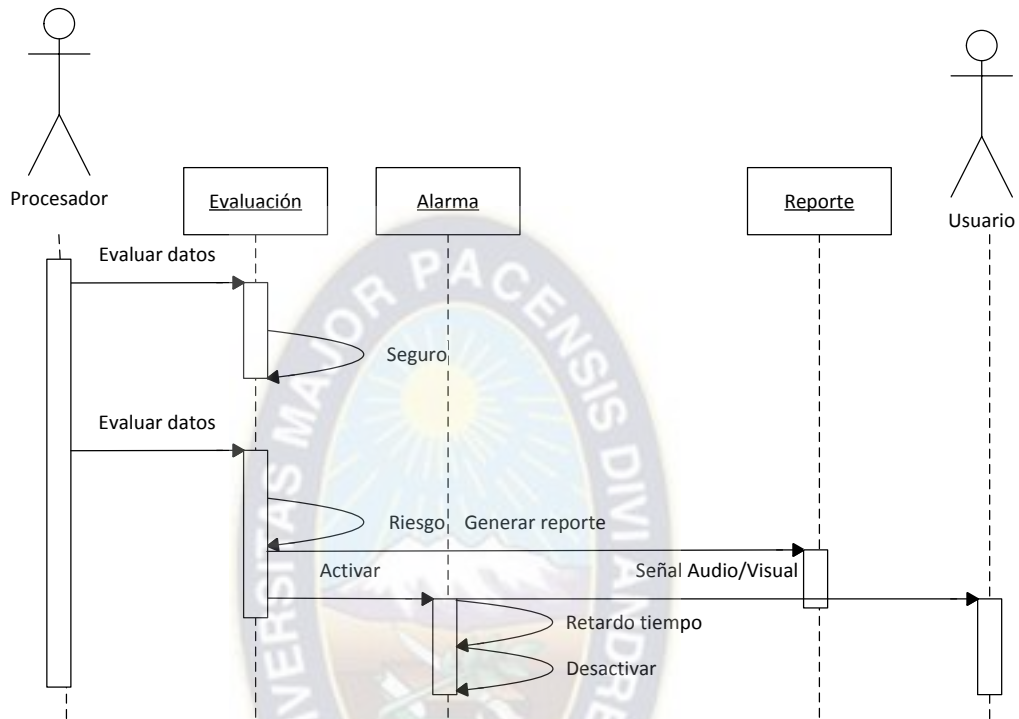 Procesador
Evaluación
Alarma
Reporte
Usuario
Evaluar datos
Seguro
Evaluar datos
Riesgo
Generar reporte
Activar
Señal Audio/Visual
Retardo tiempo
Desactivar